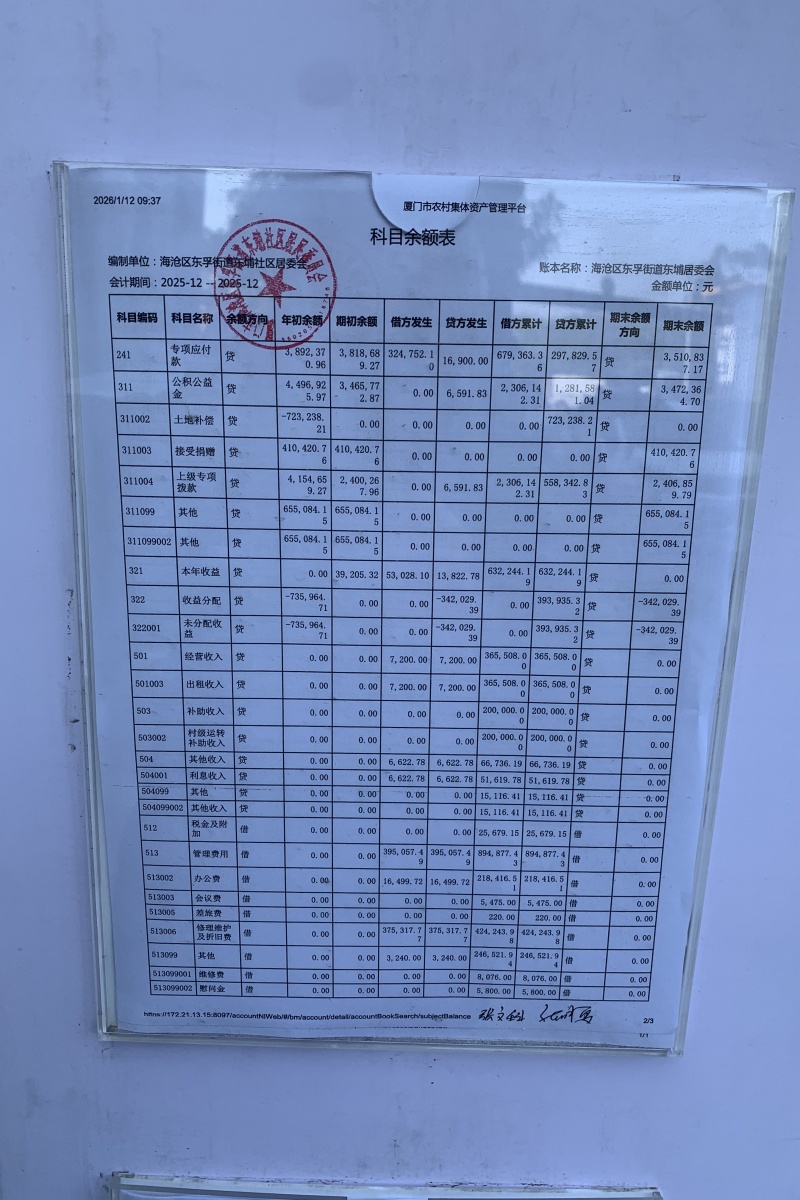 2026/1/12 09:37
厦门市农村集体资产管理平台
科目余额表
编制单位：海沧区东孚街道东埔社区居委会
账本名称：海沧区东孚街道东埔居委会
会计期间：2025-12 -- 2025-12
金额单位：元
科目编码 科目名称 余额方向 年初余额 期初余额 借方发生 贷方发生 借方累计 贷方累计 期末余额方向 期末余额
241 专项应付款 贷 3,892,370.96 3,818,689.27 324,752.10 16,900.00 679,363.36 297,829.57 贷 3,510,837.17
311 公积公益金 贷 4,496,925.97 3,465,772.87 0.00 6,591.83 2,306,142.31 1,281,581.04 贷 3,472,364.70
311002 土地补偿 贷 -723,238.21 0.00 0.00 0.00 0.00 723,238.21 贷 0.00
311003 接受捐赠 贷 410,420.76 410,420.76 0.00 0.00 0.00 0.00 贷 410,420.76
311004 上级专项拨款 贷 4,154,659.27 2,400,267.96 0.00 6,591.83 2,306,142.31 558,342.83 贷 2,406,859.79
311099 其他 贷 655,084.15 655,084.15 0.00 0.00 0.00 0.00 贷 655,084.15
311099002 其他 贷 655,084.15 655,084.15 0.00 0.00 0.00 0.00 贷 655,084.15
321 本年收益 贷 0.00 39,205.32 53,028.10 13,822.78 632,244.19 632,244.19 贷 0.00
322 收益分配 贷 -735,964.71 0.00 0.00 -342,029.39 0.00 393,935.32 贷 -342,029.39
322001 未分配收益 贷 -735,964.71 0.00 0.00 -342,029.39 0.00 393,935.32 贷 -342,029.39
501 经营收入 贷 0.00 0.00 7,200.00 7,200.00 365,508.00 365,508.00 贷 0.00
501003 出租收入 贷 0.00 0.00 7,200.00 7,200.00 365,508.00 365,508.00 贷 0.00
503 补助收入 贷 0.00 0.00 0.00 0.00 200,000.00 200,000.00 贷 0.00
503002 村级运转补助收入 贷 0.00 0.00 0.00 0.00 200,000.00 200,000.00 贷 0.00
504 其他收入 贷 0.00 0.00 6,622.78 6,622.78 66,736.19 66,736.19 贷 0.00
504001 利息收入 贷 0.00 0.00 6,622.78 6,622.78 51,619.78 51,619.78 贷 0.00
504099 其他 贷 0.00 0.00 0.00 0.00 15,116.41 15,116.41 贷 0.00
504099002 其他收入 贷 0.00 0.00 0.00 0.00 15,116.41 15,116.41 贷 0.00
512 税金及附加 借 0.00 0.00 0.00 0.00 25,679.15 25,679.15 借 0.00
513 管理费用 借 0.00 0.00 395,057.49 395,057.49 894,877.43 894,877.43 借 0.00
513002 办公费 借 0.00 0.00 16,499.72 16,499.72 218,416.51 218,416.51 借 0.00
513003 会议费 借 0.00 0.00 0.00 0.00 5,475.00 5,475.00 借 0.00
513005 差旅费 借 0.00 0.00 0.00 0.00 220.00 220.00 借 0.00
513006 修理维护及折旧费 借 0.00 0.00 375,317.77 375,317.77 424,243.98 424,243.98 借 0.00
513099 其他 借 0.00 0.00 3,240.00 3,240.00 246,521.94 246,521.94 借 0.00
513099001 维修费 借 0.00 0.00 0.00 0.00 8,076.00 8,076.00 借 0.00
513099002 慰问金 借 0.00 0.00 0.00 0.00 5,800.00 5,800.00 借 0.00
https://172.21.13.15:8097/accountNlWeb/#/bm/account/detail/accountBookSearch/subjectBalance
2/3
1/1